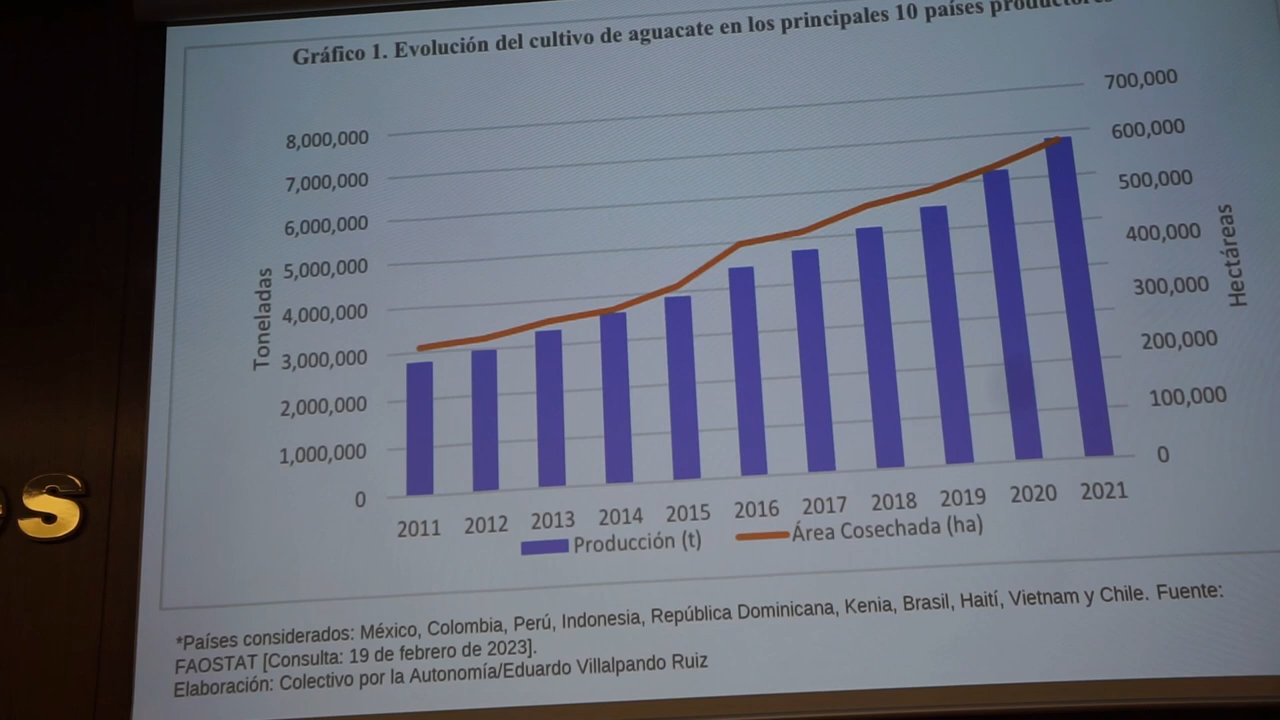 Gráfico 1. Evolución del cultivo de aguacate en los principales 10 países productores
8,000,000
7,000,000
6,000,000
5,000,000
4,000,000
3,000,000
2,000,000
1,000,000
0
Toneladas
700,000
600,000
500,000
400,000
300,000
200,000
100,000
0
Hectáreas
2011 2012 2013 2014 2015 2016 2017 2018 2019 2020 2021
Producción (t) Área Cosechada (ha)
*Países considerados: México, Colombia, Perú, Indonesia, República Dominicana, Kenia, Brasil, Haití, Vietnam y Chile. Fuente:
FAOSTAT [Consulta: 19 de febrero de 2023].
Elaboración: Colectivo por la Autonomía/Eduardo Villalpando Ruiz
s